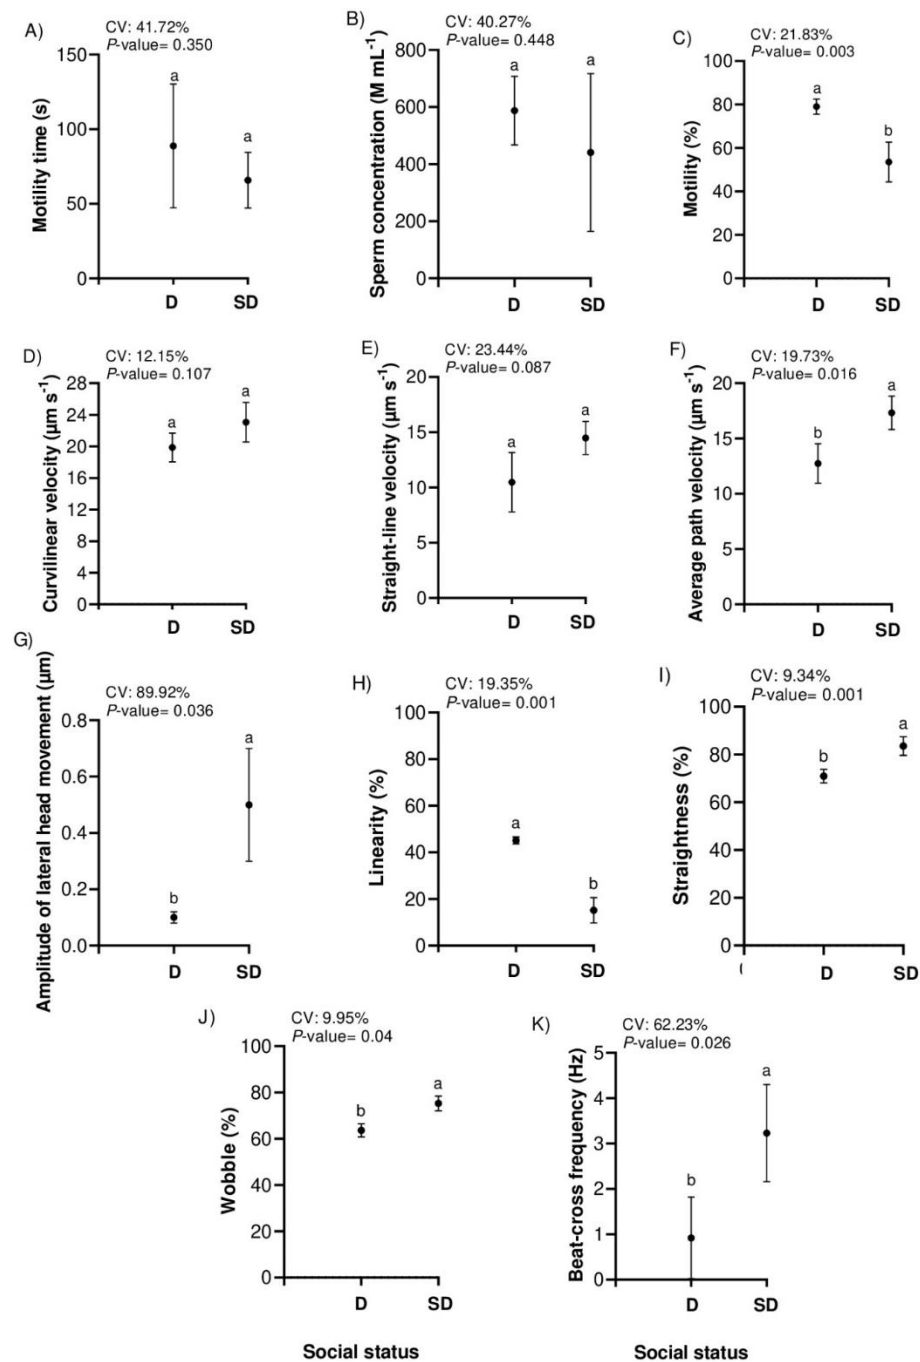 A)
CV: 41.72%
P-value= 0.350
Motility time (s)
150
100
50
0
a
a
D
SD
B)
CV: 40.27%
P-value= 0.448
Sperm concentration (M mL⁻¹)
800
600
400
200
0
a
a
D
SD
C)
CV: 21.83%
P-value= 0.003
Motility (%)
100
80
60
40
20
0
a
b
D
SD
D)
CV: 12.15%
P-value= 0.107
Curvilinear velocity (µm s⁻¹)
28
24
20
16
12
8
4
0
a
a
D
SD
E)
CV: 23.44%
P-value= 0.087
Straight-line velocity (µm s⁻¹)
20
15
10
5
0
a
a
D
SD
F)
CV: 19.73%
P-value= 0.016
Average path velocity (µm s⁻¹)
20
15
10
5
0
b
a
D
SD
G)
CV: 89.92%
P-value= 0.036
Amplitude of lateral head movement (µm)
0.8
0.6
0.4
0.2
0.0
b
a
D
SD
H)
CV: 19.35%
P-value= 0.001
Linearity (%)
100
80
60
40
20
0
a
b
D
SD
I)
CV: 9.34%
P-value= 0.001
Straightness (%)
100
80
60
40
20
0
b
a
D
SD
J)
CV: 9.95%
P-value= 0.04
Wobble (%)
100
80
60
40
20
0
b
a
D
SD
Social status
K)
CV: 62.23%
P-value= 0.026
Beat-cross frequency (Hz)
5
4
3
2
1
0
b
a
D
SD
Social status